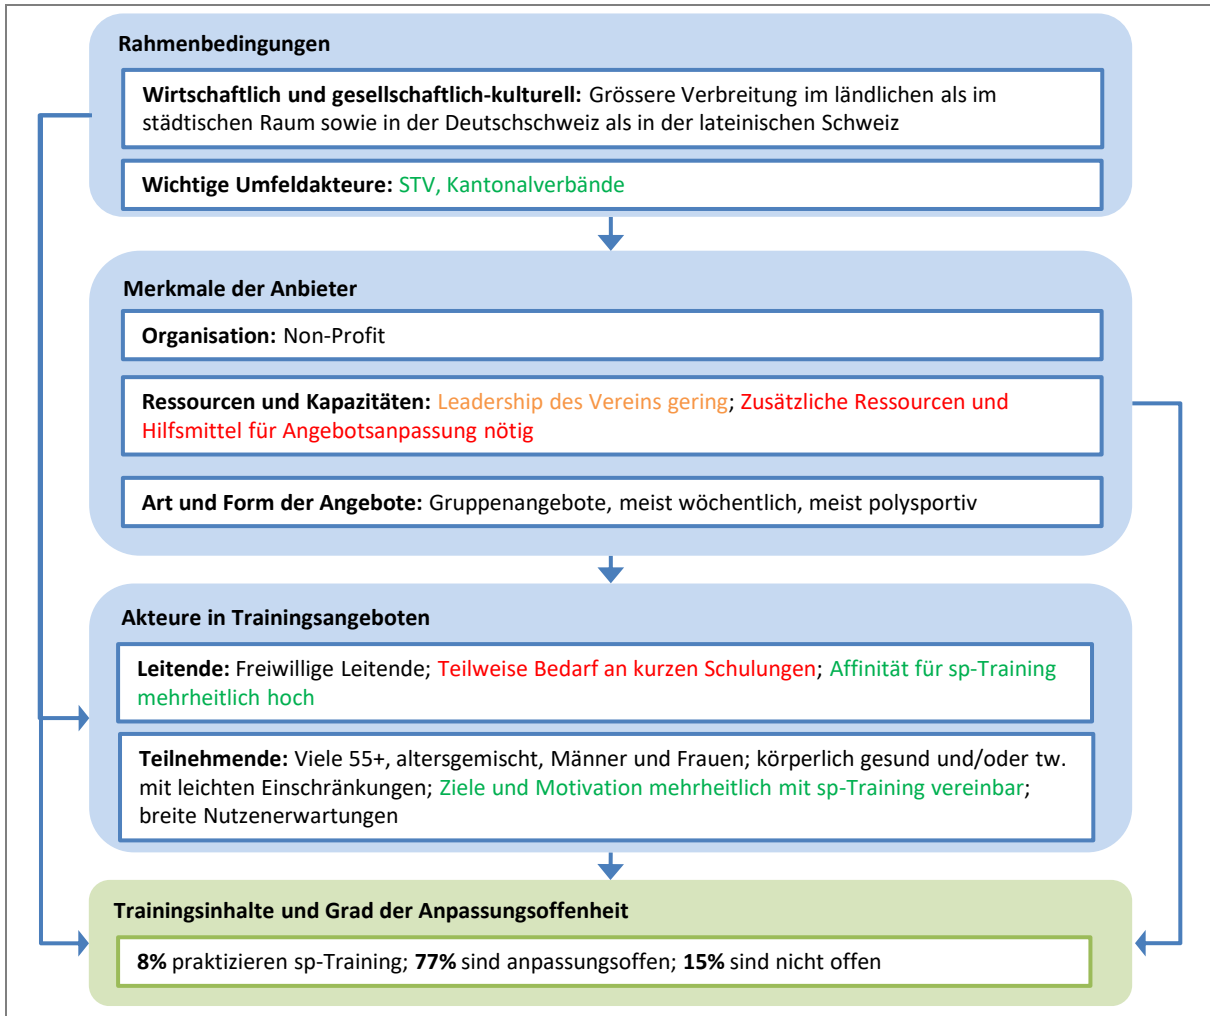 Rahmenbedingungen
Wirtschaftlich und gesellschaftlich-kulturell: Grössere Verbreitung im ländlichen als im
städtischen Raum sowie in der Deutschschweiz als in der lateinischen Schweiz
Wichtige Umfeldakteure: STV, Kantonalverbände
Merkmale der Anbieter
Organisation: Non-Profit
Ressourcen und Kapazitäten: Leadership des Vereins gering; Zusätzliche Ressourcen und
Hilfsmittel für Angebotsanpassung nötig
Art und Form der Angebote: Gruppenangebote, meist wöchentlich, meist polysportiv
Akteure in Trainingsangeboten
Leitende: Freiwillige Leitende; Teilweise Bedarf an kurzen Schulungen; Affinität für sp-Training
mehrheitlich hoch
Teilnehmende: Viele 55+, altersgemischt, Männer und Frauen; körperlich gesund und/oder tw.
mit leichten Einschränkungen; Ziele und Motivation mehrheitlich mit sp-Training vereinbar;
breite Nutzenerwartungen
Trainingsinhalte und Grad der Anpassungsoffenheit
8% praktizieren sp-Training; 77% sind anpassungsoffen; 15% sind nicht offen